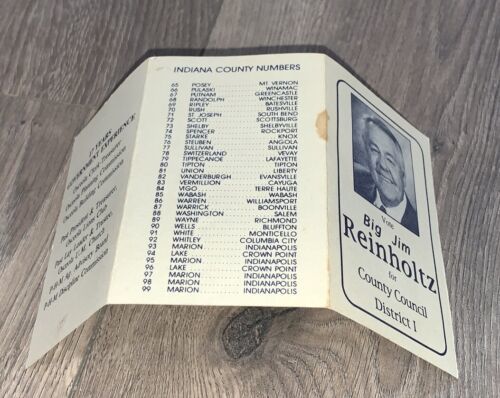 17 YEARS
GOVERNMENT EXPERIENCE
INDIANA COUNTY NUMBERS
65 POSEY MT. VERNON
66 PULASKI WINAMAC
67 PUTNAM GREENCASTLE
68 RANDOLPH WINCHESTER
69 RIPLEY BATESVILLE
70 RUSH RUSHVILLE
71 ST. JOSEPH SOUTH BEND
72 SCOTT SCOTTSBURG
73 SHELBY SHELBYVILLE
74 SPENCER ROCKPORT
75 STARKE KNOX
76 STEUBEN ANGOLA
77 SULLIVAN SULLIVAN
78 SWITZERLAND VEVAY
79 TIPPECANOE LAFAYETTE
80 TIPTON TIPTON
81 UNION LIBERTY
82 VANDERBURGH EVANSVILLE
83 VERMILLION CAYUGA
84 VIGO TERRE HAUTE
85 WABASH WABASH
86 WARREN WILLIAMSPORT
87 WARRICK BOONVILLE
88 WASHINGTON SALEM
89 WAYNE RICHMOND
90 WELLS BLUFFTON
91 WHITE MONTICELLO
92 WHITLEY COLUMBIA CITY
93 MARION INDIANAPOLIS
94 LAKE CROWN POINT
95 MARION INDIANAPOLIS
96 LAKE CROWN POINT
97 MARION INDIANAPOLIS
98 MARION INDIANAPOLIS
99 MARION INDIANAPOLIS
Vote
Big Jim
Reinholtz
for
County Council
District 1